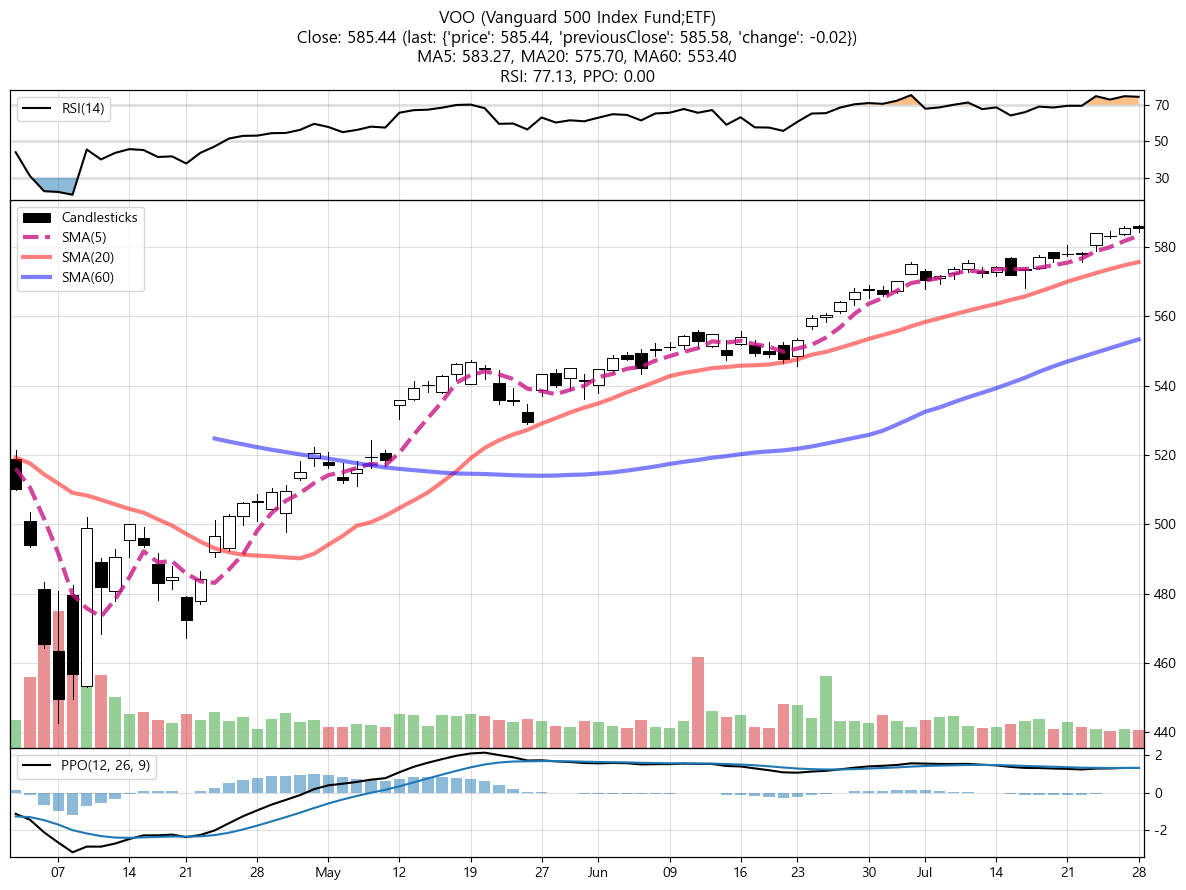 VOO (Vanguard 500 Index Fund;ETF)
Close: 585.44 (last: {'price': 585.44, 'previousClose': 585.58, 'change': -0.02})
MA5: 583.27, MA20: 575.70, MA60: 553.40
RSI: 77.13, PPO: 0.00
RSI(14)
70
50
30
Candlesticks
SMA(5)
SMA(20)
SMA(60)
580
560
540
520
500
480
460
440
PPO(12, 26, 9)
2
0
-2
07 14 21 28 May 12 19 27 Jun 09 16 23 30 Jul 14 21 28